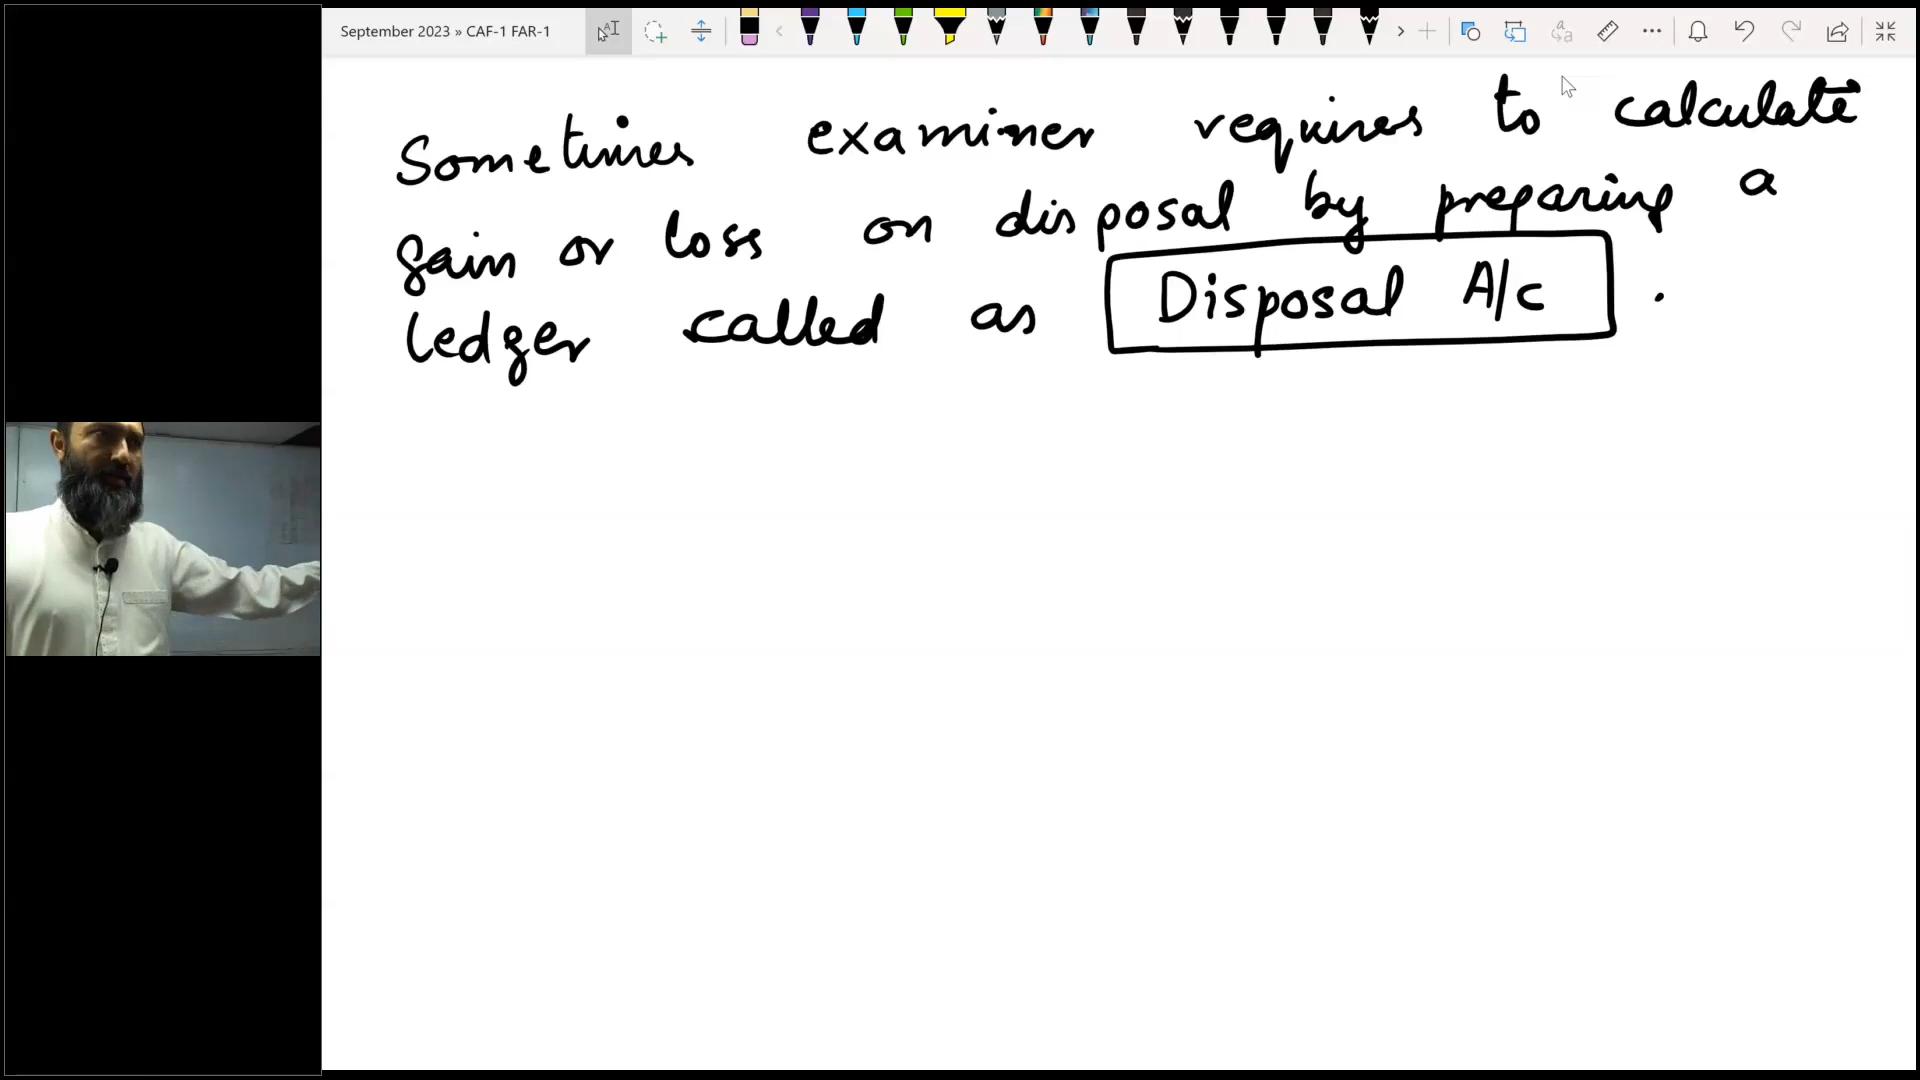 September 2023 » CAF-1 FAR-1
Sometimes examiner requires to calculate
gain or loss on disposal by preparing a
ledger called as Disposal A/c .